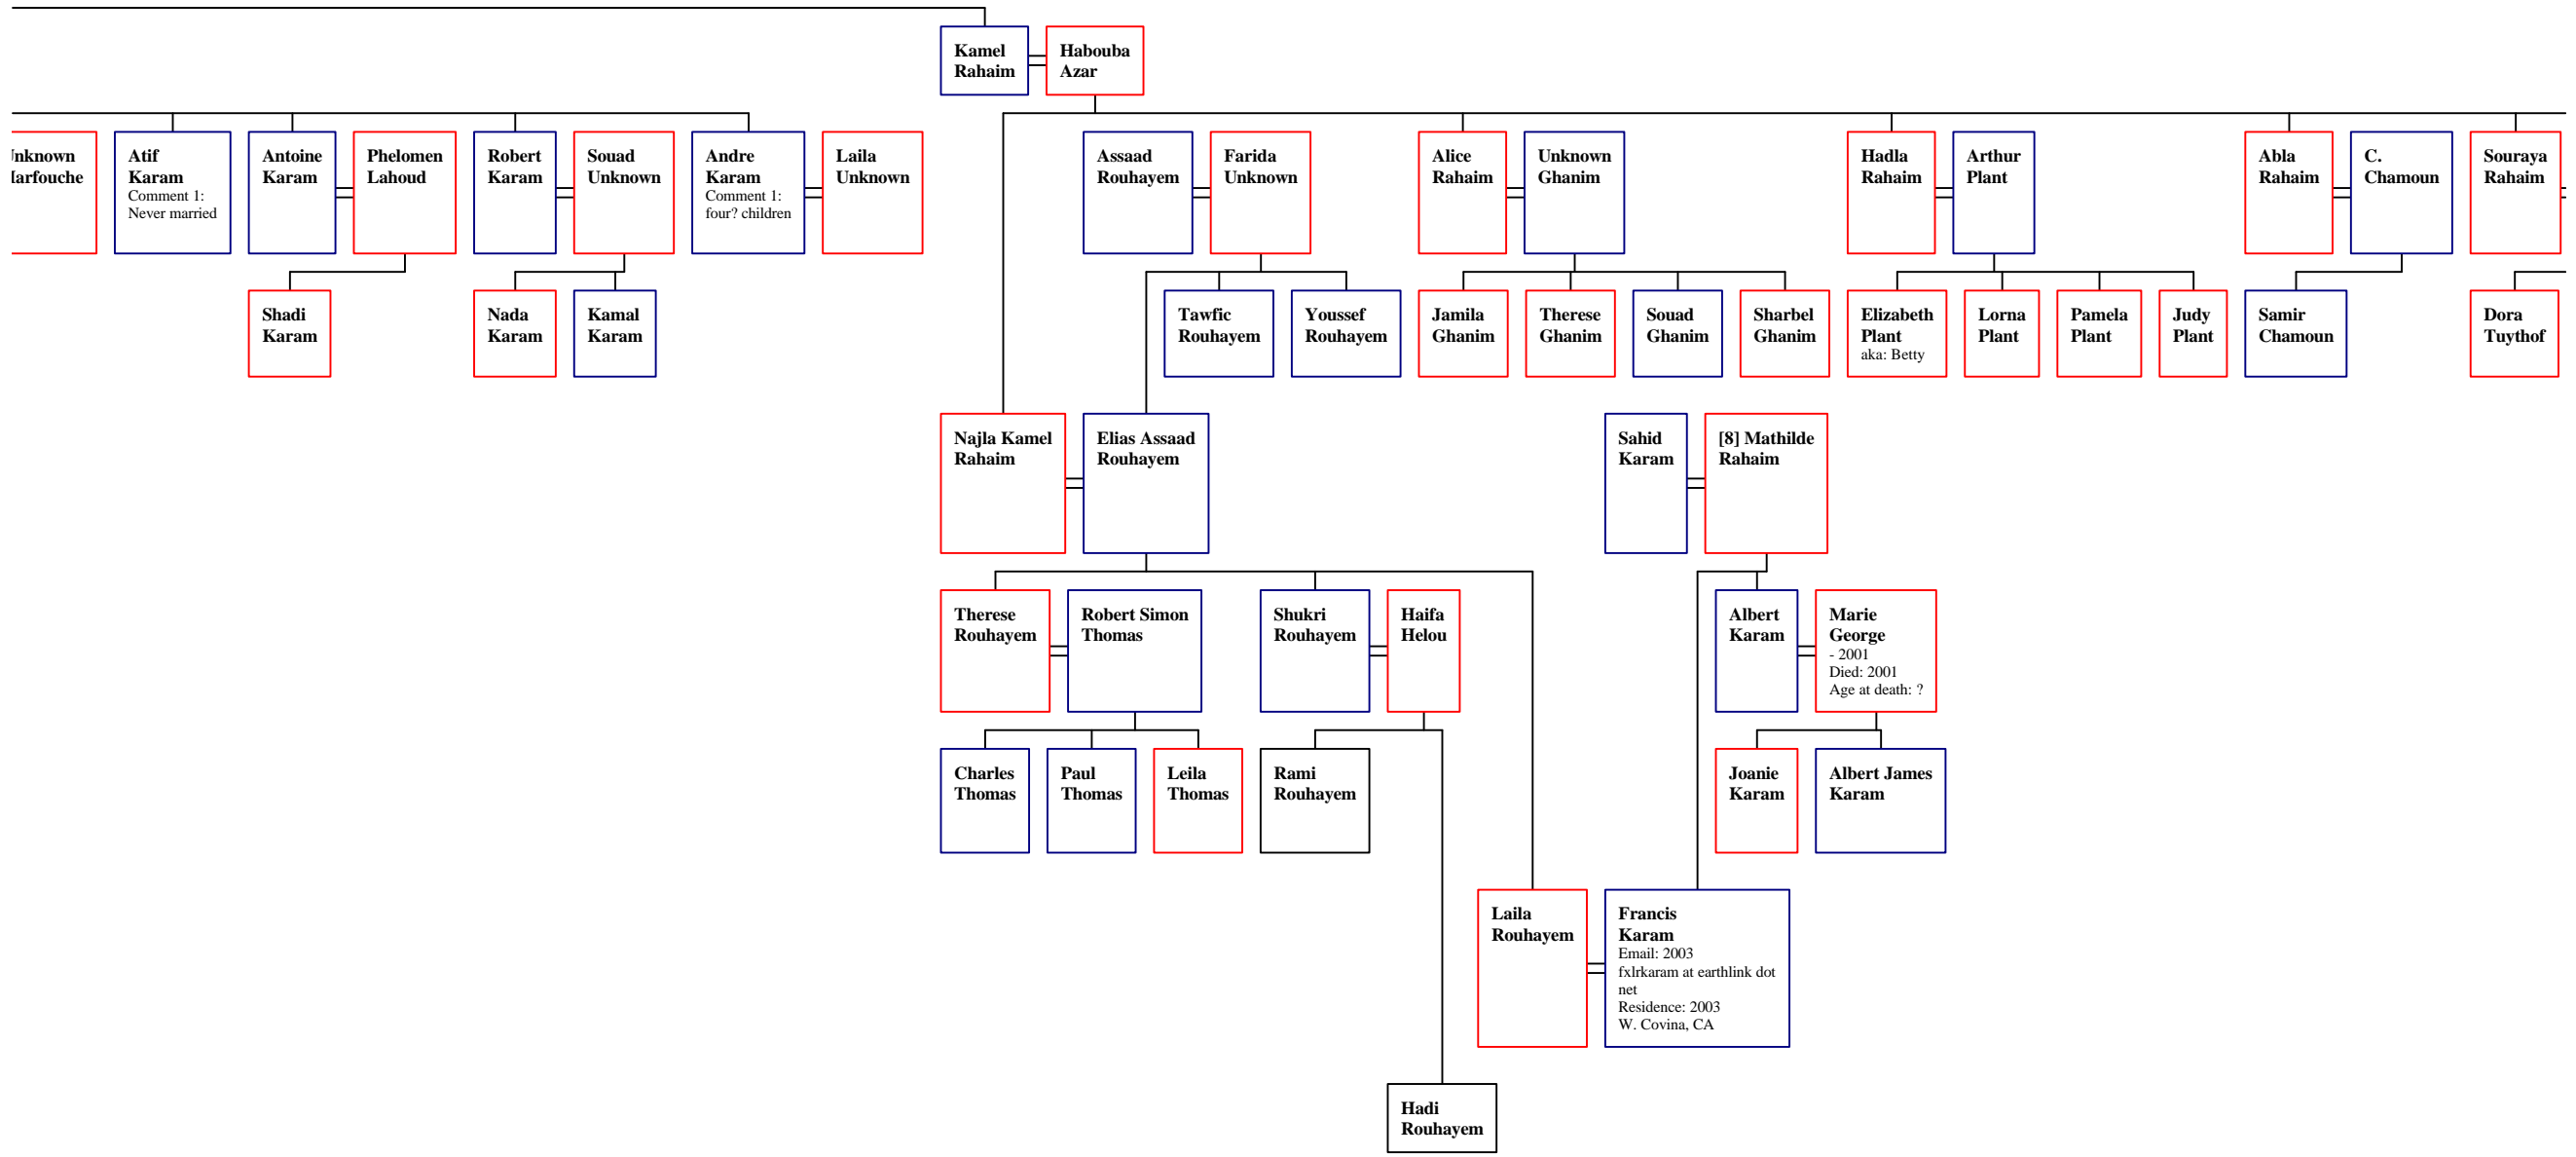 Kamel
Rahaim
Habouba
Azar
Atif
Karam
Comment 1:
Never married
Antoine
Karam
Phelomen
Lahoud
Robert
Karam
Souad
Unknown
Andre
Karam
Comment 1:
four? children
Laila
Unknown
Assaad
Rouhayem
Farida
Unknown
Alice
Rahaim
Unknown
Ghanim
Hadla
Rahaim
Arthur
Plant
Abla
Rahaim
C.
Chamoun
Souraya
Rahaim
Shadi
Karam
Nada
Karam
Kamal
Karam
Tawfic
Rouhayem
Youssef
Rouhayem
Jamila
Ghanim
Therese
Ghanim
Souad
Ghanim
Sharbel
Ghanim
Elizabeth
Plant
aka: Betty
Lorna
Plant
Pamela
Plant
Judy
Plant
Samir
Chamoun
Dora
Tuythof
Najla Kamel
Rahaim
Elias Assaad
Rouhayem
Sahid
Karam
[8] Mathilde
Rahaim
Therese
Rouhayem
Robert Simon
Thomas
Shukri
Rouhayem
Haifa
Helou
Albert
Karam
Marie
George
- 2001
Died: 2001
Age at death: ?
Charles
Thomas
Paul
Thomas
Leila
Thomas
Rami
Rouhayem
Joanie
Karam
Albert James
Karam
Laila
Rouhayem
Francis
Karam
Email: 2003
fxlrkaram at earthlink dot
net
Residence: 2003
W. Covina, CA
Hadi
Rouhayem